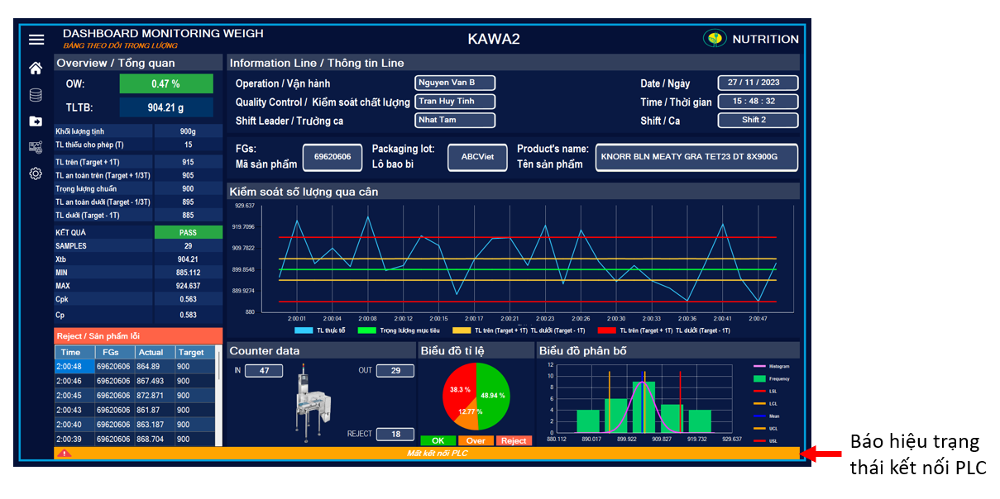 DASHBOARD MONITORING WEIGH
BẢNG THEO DÕI TRỌNG LƯỢNG
KAWA2
NUTRITION
Overview / Tổng quan
OW: 0.47 %
TLTB: 904.21 g
Khối lượng tịnh 900g
TL thiếu cho phép (T) 15
TL trên (Target + 1T) 915
TL an toàn trên (Target + 1/3T) 905
Trọng lượng chuẩn 900
TL an toàn dưới (Target - 1/3T) 895
TL dưới (Target - 1T) 885
KẾT QUẢ PASS
SAMPLES 29
Xtb 904.21
MIN 885.112
MAX 924.637
Cpk 0.563
Cp 0.583
Reject / Sản phẩm lỗi
Time FGs Actual Target
2:00:48 69620606 864.89 900
2:00:46 69620606 867.493 900
2:00:45 69620606 872.871 900
2:00:43 69620606 861.87 900
2:00:40 69620606 863.187 900
2:00:39 69620606 868.704 900
Information Line / Thông tin Line
Operation / Vận hành Nguyen Van B
Quality Control / Kiểm soát chất lượng Tran Huy Tinh
Shift Leader / Trưởng ca Nhat Tam
Date / Ngày 27 / 11 / 2023
Time / Thời gian 15 : 48 : 32
Shift / Ca Shift 2
FGs:
Mã sản phẩm
69620606
Packaging lot:
Lô bao bì
ABCViet
Product's name:
Tên sản phẩm
KNORR BLN MEATY GRA TET23 DT 8X900G
Kiểm soát số lượng qua cân
929.637
919.7096
909.7822
899.8548
889.9274
880
2:00:01 2:00:04 2:00:08 2:00:12 2:00:15 2:00:17 2:00:21 2:00:23 2:00:26 2:00:30 2:00:33 2:00:36 2:00:41 2:00:47
TL thực tế Trọng lượng mục tiêu TL trên (Target + 1T) TL dưới (Target - 1T) TL trên (Target + 1T) TL dưới (Target - 1T)
Counter data
IN 47
OUT 29
REJECT 18
Biểu đồ tỉ lệ
38.3 %
48.94 %
12.77 %
OK Over Reject
Biểu đồ phân bố
12
10
8
6
4
2
0
880.112 890.017 899.922 909.827 919.732 929.637
Histogram
Frequency
LSL
LCL
Mean
UCL
USL
Mất kết nối PLC
Báo hiệu trạng
thái kết nối PLC